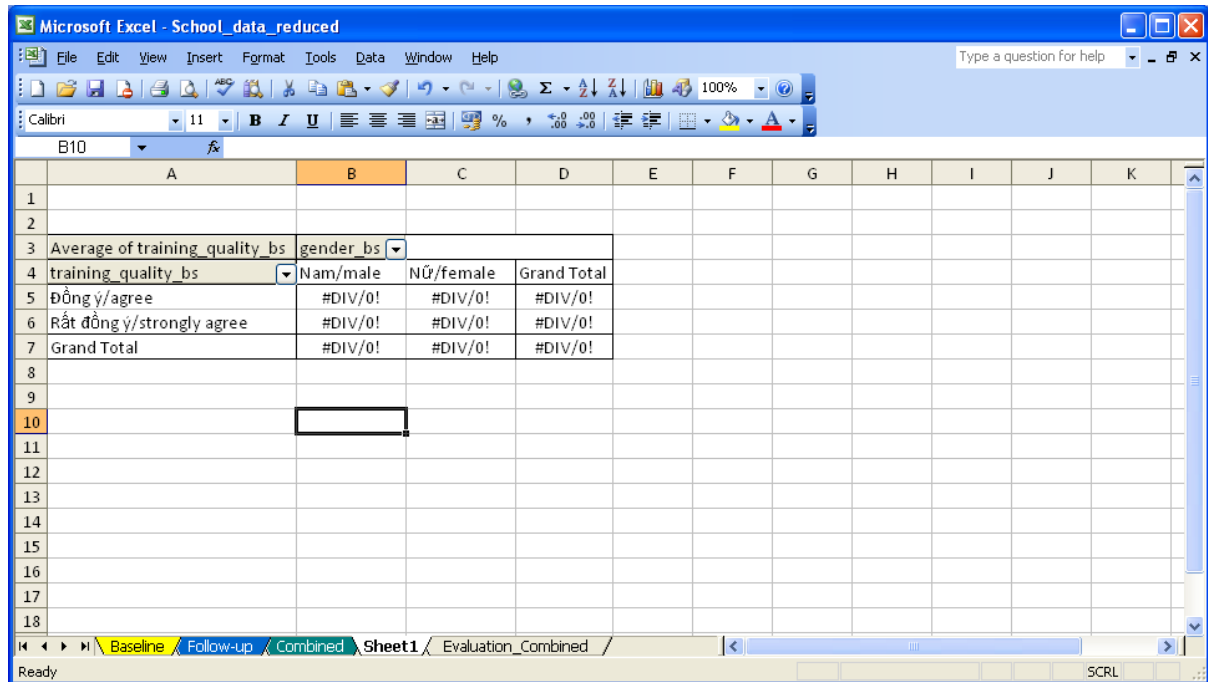 Microsoft Excel - School_data_reduced
File Edit View Insert Format Tools Data Window Help Type a question for help
100%
Calibri 11 B I U % ,
B10 fx
A B C D E F G H I J K
1
2
3 Average of training_quality_bs gender_bs
4 training_quality_bs Nam/male Nữ/female Grand Total
5 Đồng ý/agree #DIV/0! #DIV/0! #DIV/0!
6 Rất đồng ý/strongly agree #DIV/0! #DIV/0! #DIV/0!
7 Grand Total #DIV/0! #DIV/0! #DIV/0!
8
9
10
11
12
13
14
15
16
17
18
Baseline Follow-up Combined Sheet1 Evaluation_Combined
Ready SCRL